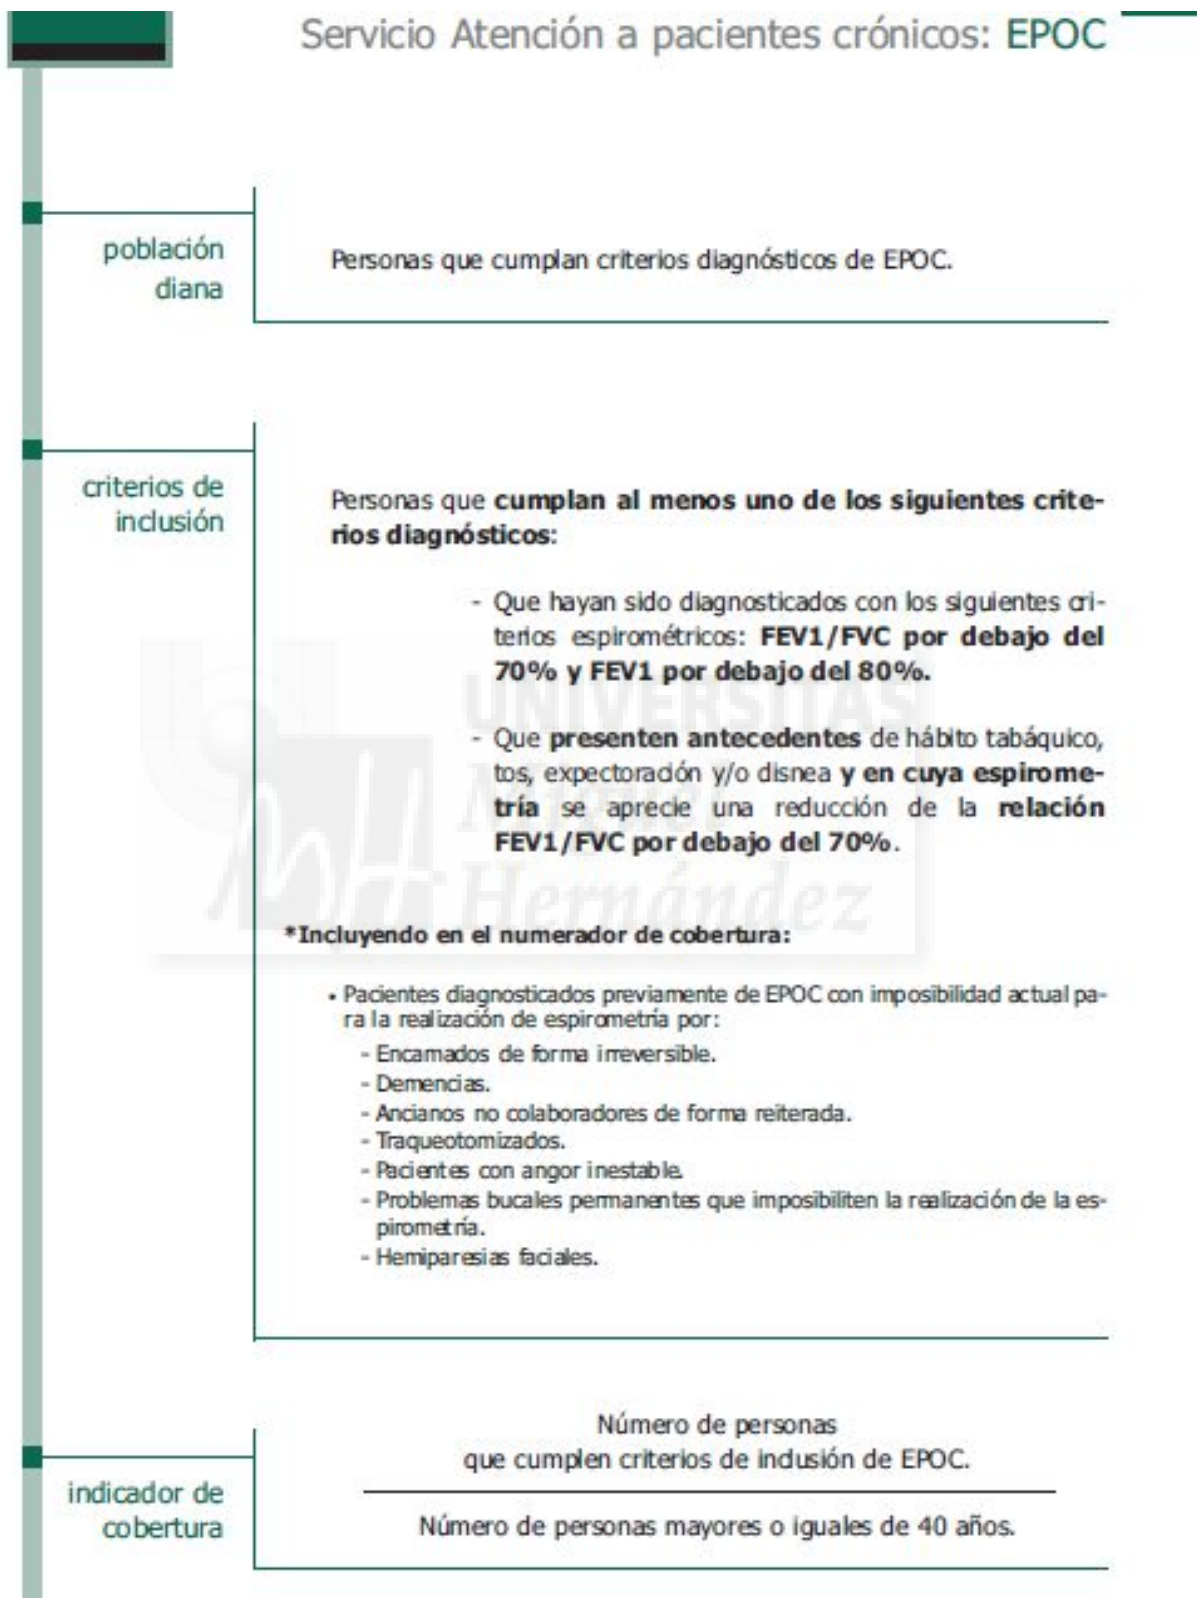 Servicio Atención a pacientes crónicos: EPOC
población
diana
Personas que cumplan criterios diagnósticos de EPOC.
criterios de
inclusión
Personas que cumplan al menos uno de los siguientes crite-
rios diagnósticos:
- Que hayan sido diagnosticados con los siguientes cri-
terios espirométricos: FEV1/FVC por debajo del
70% y FEV1 por debajo del 80%.
- Que presenten antecedentes de hábito tabáquico,
tos, expectoración y/o disnea y en cuya espirome-
tría se aprecie una reducción de la relación
FEV1/FVC por debajo del 70%.
UNIVERSITAS
Miguel
Hernández
*Incluyendo en el numerador de cobertura:
• Pacientes diagnosticados previamente de EPOC con imposibilidad actual pa-
ra la realización de espirometría por:
- Encamados de forma irreversible.
- Demencias.
- Ancianos no colaboradores de forma reiterada.
- Traqueotomizados.
- Pacientes con angor inestable.
- Problemas bucales permanentes que imposibiliten la realización de la es-
pirometría.
- Hemiparesias faciales.
indicador de
cobertura
Número de personas
que cumplen criterios de inclusión de EPOC.
Número de personas mayores o iguales de 40 años.